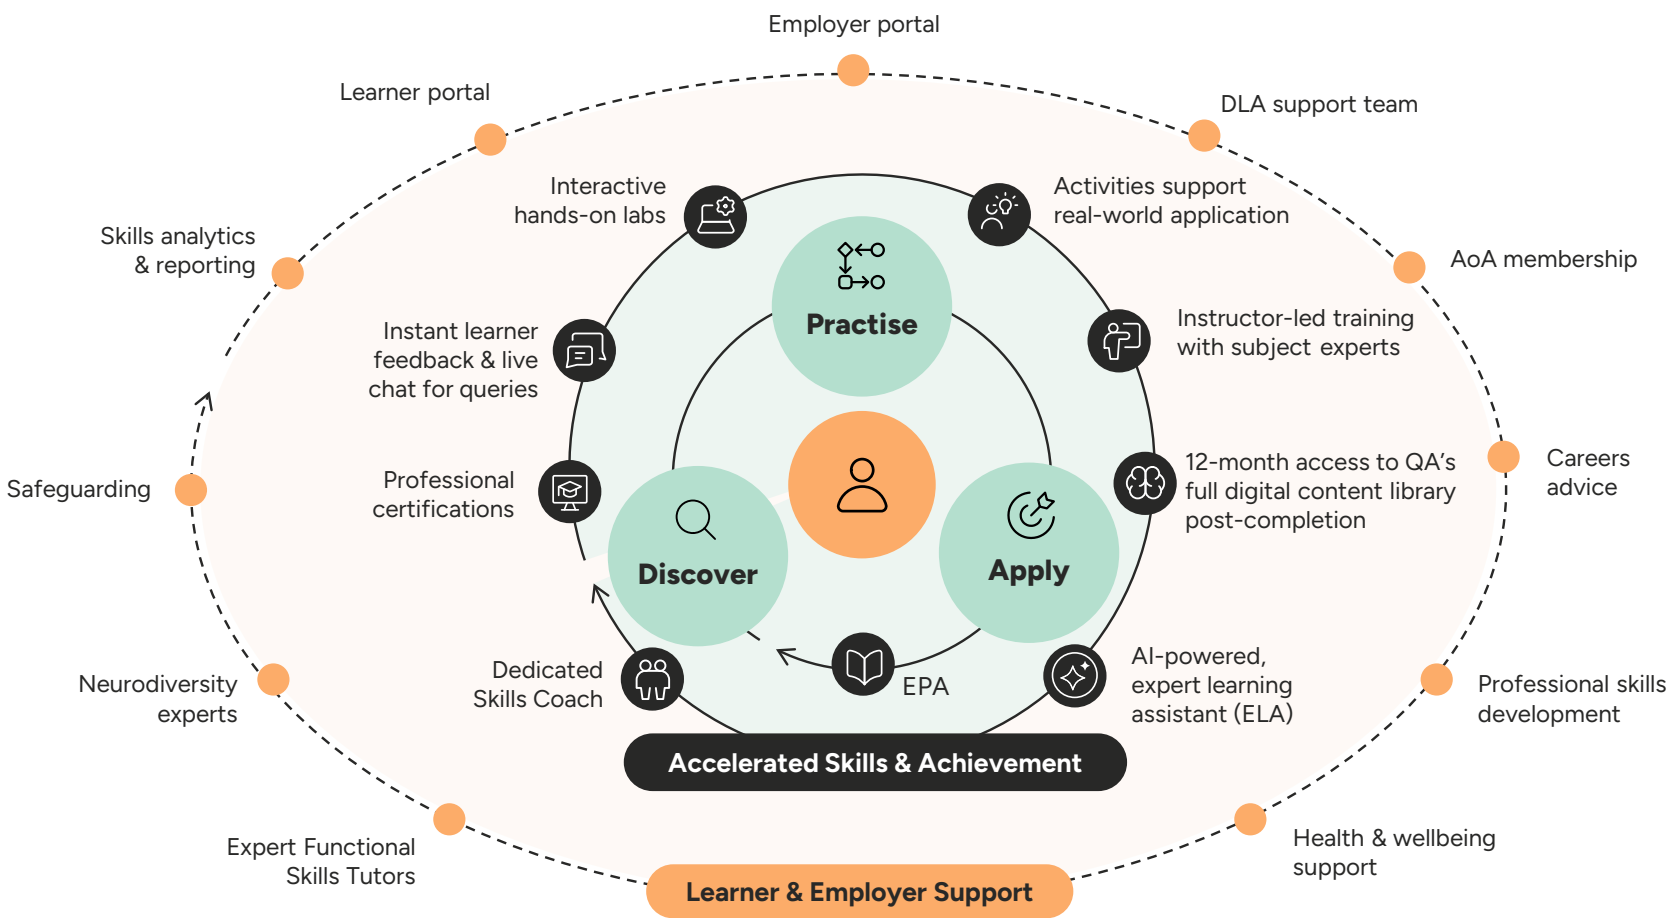 Employer portal
Learner portal
DLA support team
Interactive
hands-on labs
Activities support
real-world application
Skills analytics
& reporting
AoA membership
Practise
Instant learner
feedback & live
chat for queries
Instructor-led training
with subject experts
Safeguarding
Professional
certifications
12-month access to QA’s
full digital content library
post-completion
Careers
advice
Discover
Apply
Neurodiversity
experts
Dedicated
Skills Coach
EPA
AI-powered,
expert learning
assistant (ELA)
Professional skills
development
Accelerated Skills & Achievement
Expert Functional
Skills Tutors
Health & wellbeing
support
Learner & Employer Support